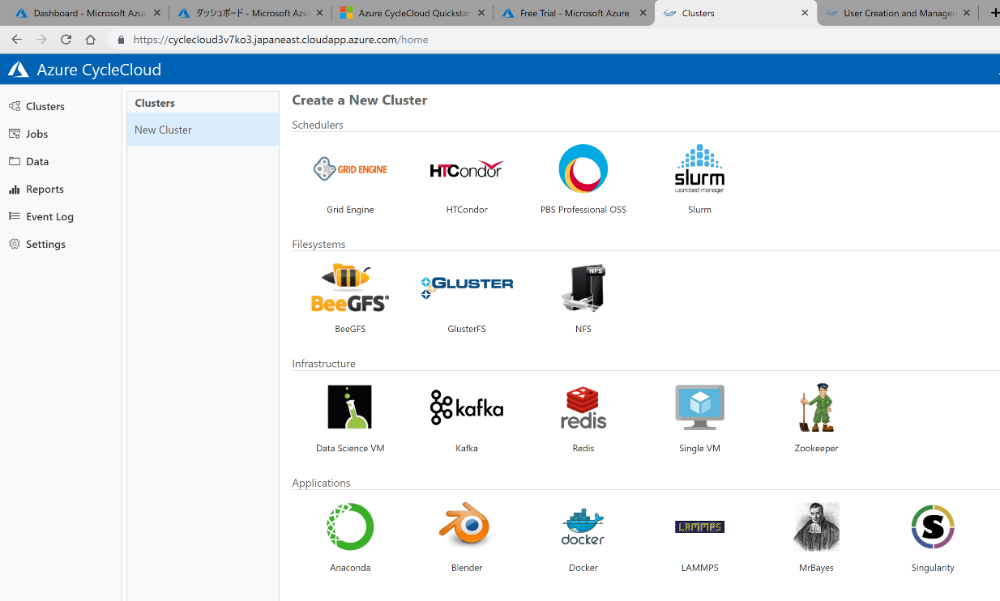 Dashboard - Microsoft Azur
ダッシュボード - Microsoft Azu
Azure CycleCloud Quickstar
Free Trial - Microsoft Azure
Clusters
User Creation and Managem
https://cyclecloud3v7ko3.japaneast.cloudapp.azure.com/home
Azure CycleCloud
Clusters
Jobs
Data
Reports
Event Log
Settings
Clusters
New Cluster
Create a New Cluster
Schedulers
GRID ENGINE
HTCondor
slurm
workload manager
Grid Engine
HTCondor
PBS Professional OSS
Slurm
Filesystems
BeeGFS®
GLUSTER
NFS
BeeGFS
GlusterFS
NFS
Infrastructure
kafka
redis
Data Science VM
Kafka
Redis
Single VM
Zookeeper
Applications
docker
LAMMPS
S
Anaconda
Blender
Docker
LAMMPS
MrBayes
Singularity